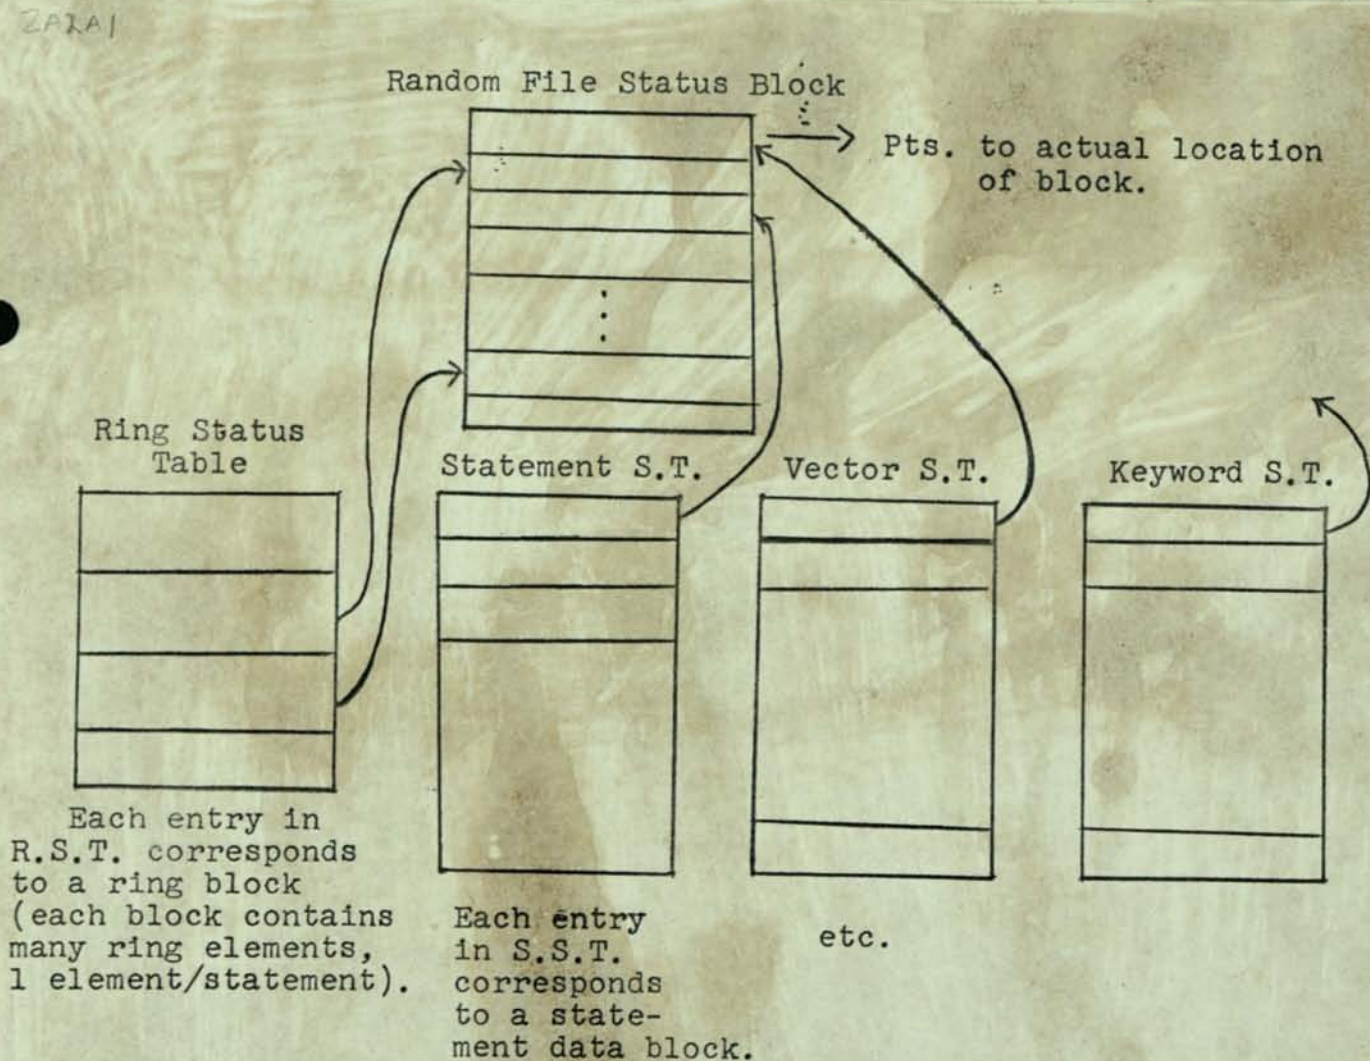 ZA2A1
Random File Status Block
Pts. to actual location
of block.
Ring Status
Table
Statement S.T.
Vector S.T.
Keyword S.T.
Each entry in
R.S.T. corresponds
to a ring block
(each block contains
many ring elements,
1 element/statement).
Each entry
in S.S.T.
corresponds
to a state-
ment data block.
etc.